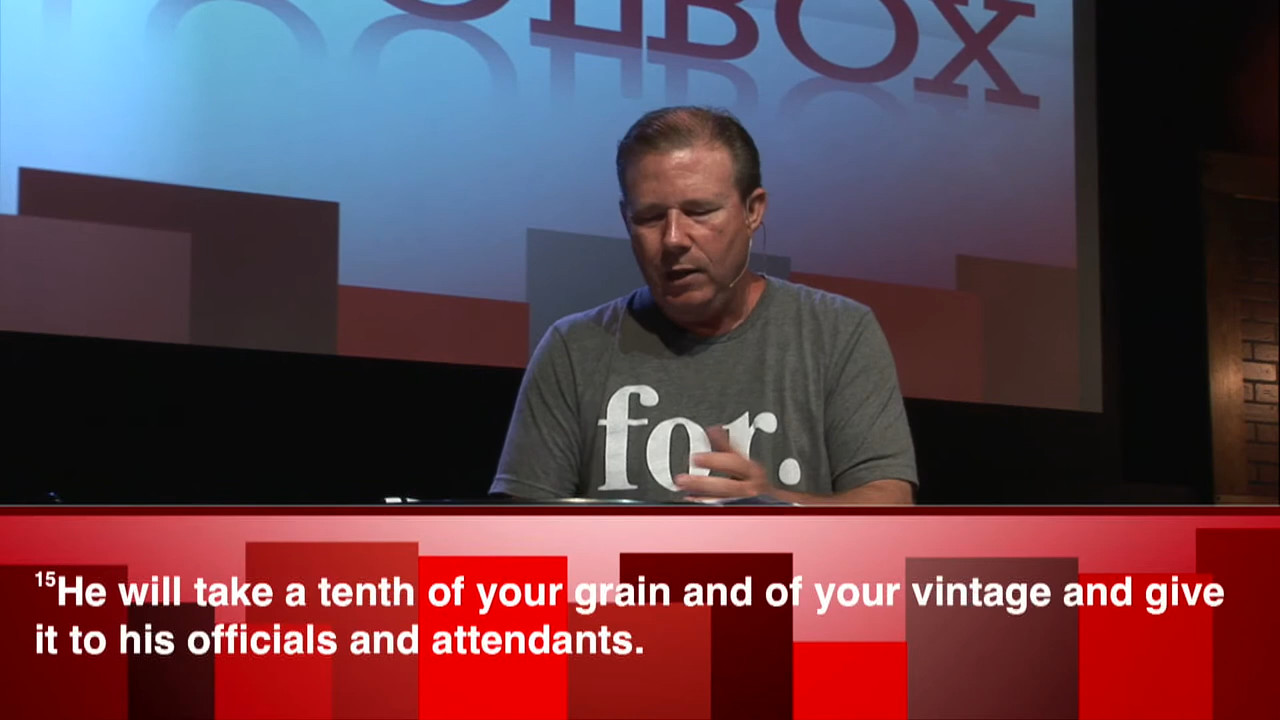 for.
¹⁵He will take a tenth of your grain and of your vintage and give
it to his officials and attendants.